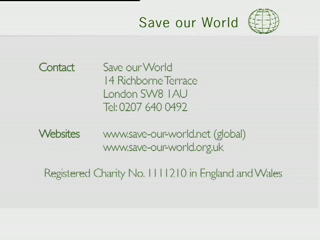 Save our World
Contact Save our World
14 Richborne Terrace
London SW8 1AU
Tel: 0207 640 0492
Websites www.save-our-world.net (global)
www.save-our-world.org.uk
Registered Charity No. 1111210 in England and Wales